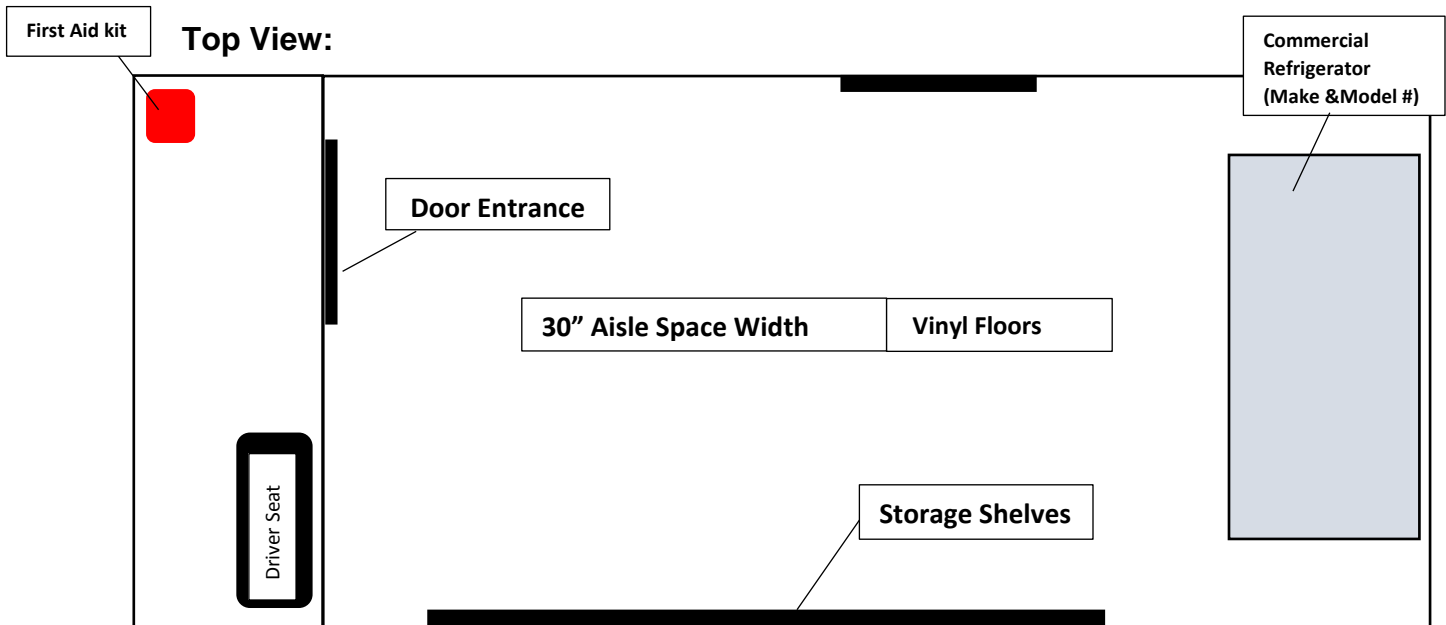 First Aid kit
Top View:
Commercial
Refrigerator
(Make &Model #)
Door Entrance
30” Aisle Space Width
Vinyl Floors
Driver Seat
Storage Shelves